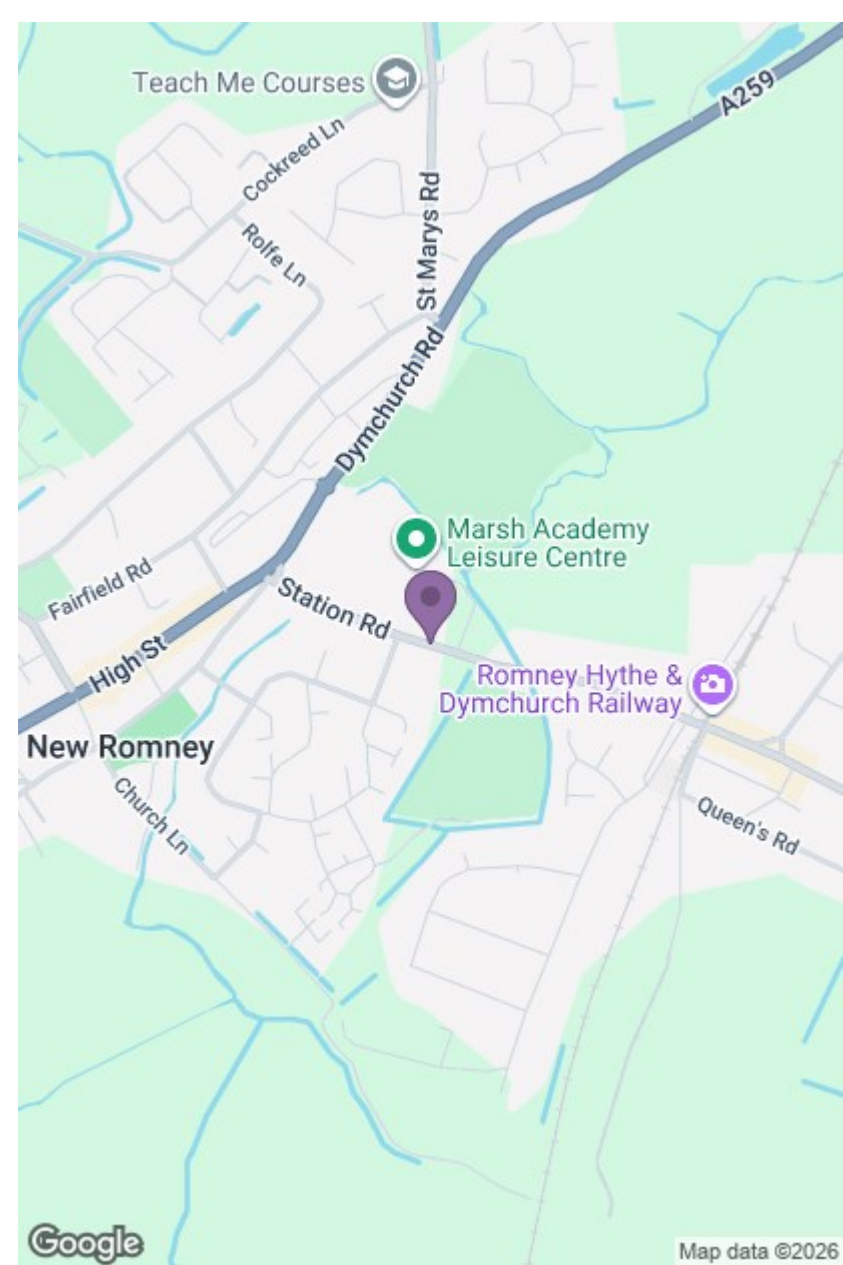 Teach Me Courses
A259
Cockreed Ln
St Marys Rd
Rolfe Ln
Dymchurch Rd
Marsh Academy
Leisure Centre
Fairfield Rd
Station Rd
High St
Romney Hythe &
Dymchurch Railway
New Romney
Church Ln
Queen's Rd
Google
Map data ©2026